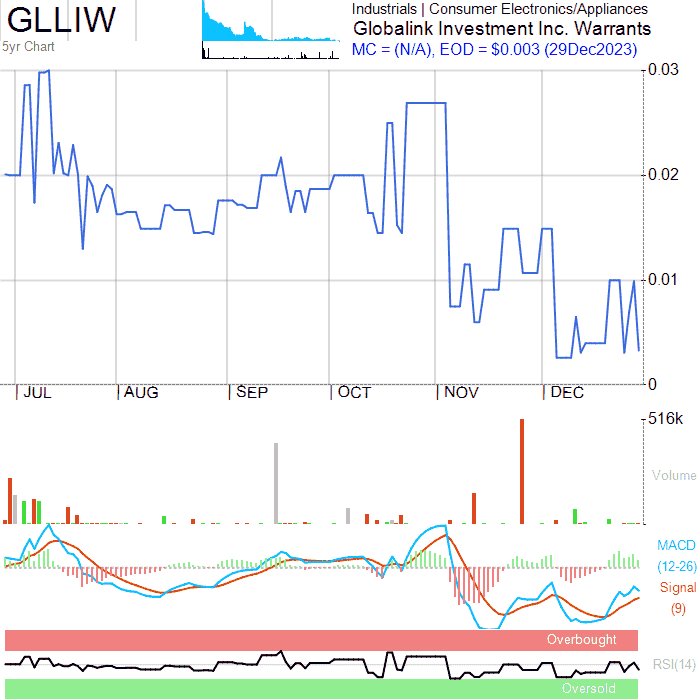 GLLIW
5yr Chart
Industrials | Consumer Electronics/Appliances
Globalink Investment Inc. Warrants
MC = (N/A), EOD = $0.003 (29Dec2023)
0.03
0.02
0.01
0
JUL AUG SEP OCT NOV DEC
516k
Volume
MACD
(12-26)
Signal
(9)
Overbought
RSI(14)
Oversold